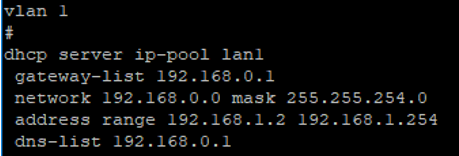 vlan 1
#
dhcp server ip-pool lan1
gateway-list 192.168.0.1
network 192.168.0.0 mask 255.255.254.0
address range 192.168.1.2 192.168.1.254
dns-list 192.168.0.1